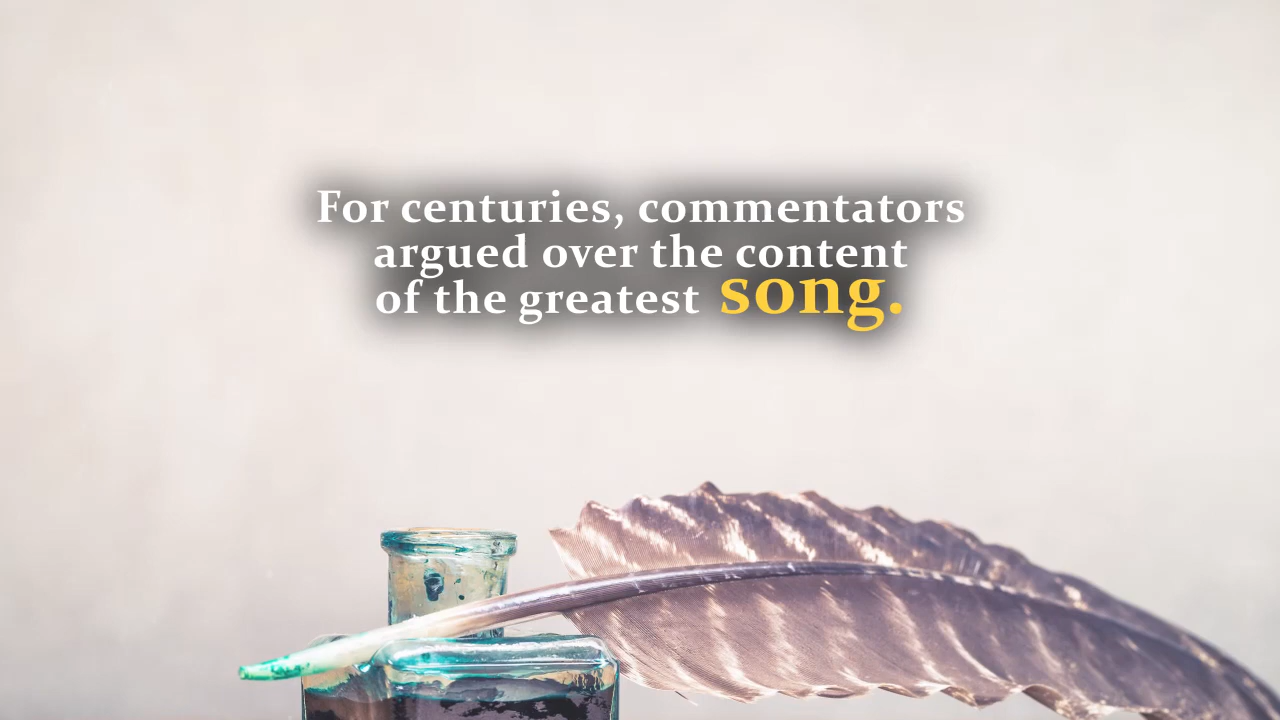 For centuries, commentators
argued over the content
of the greatest song.